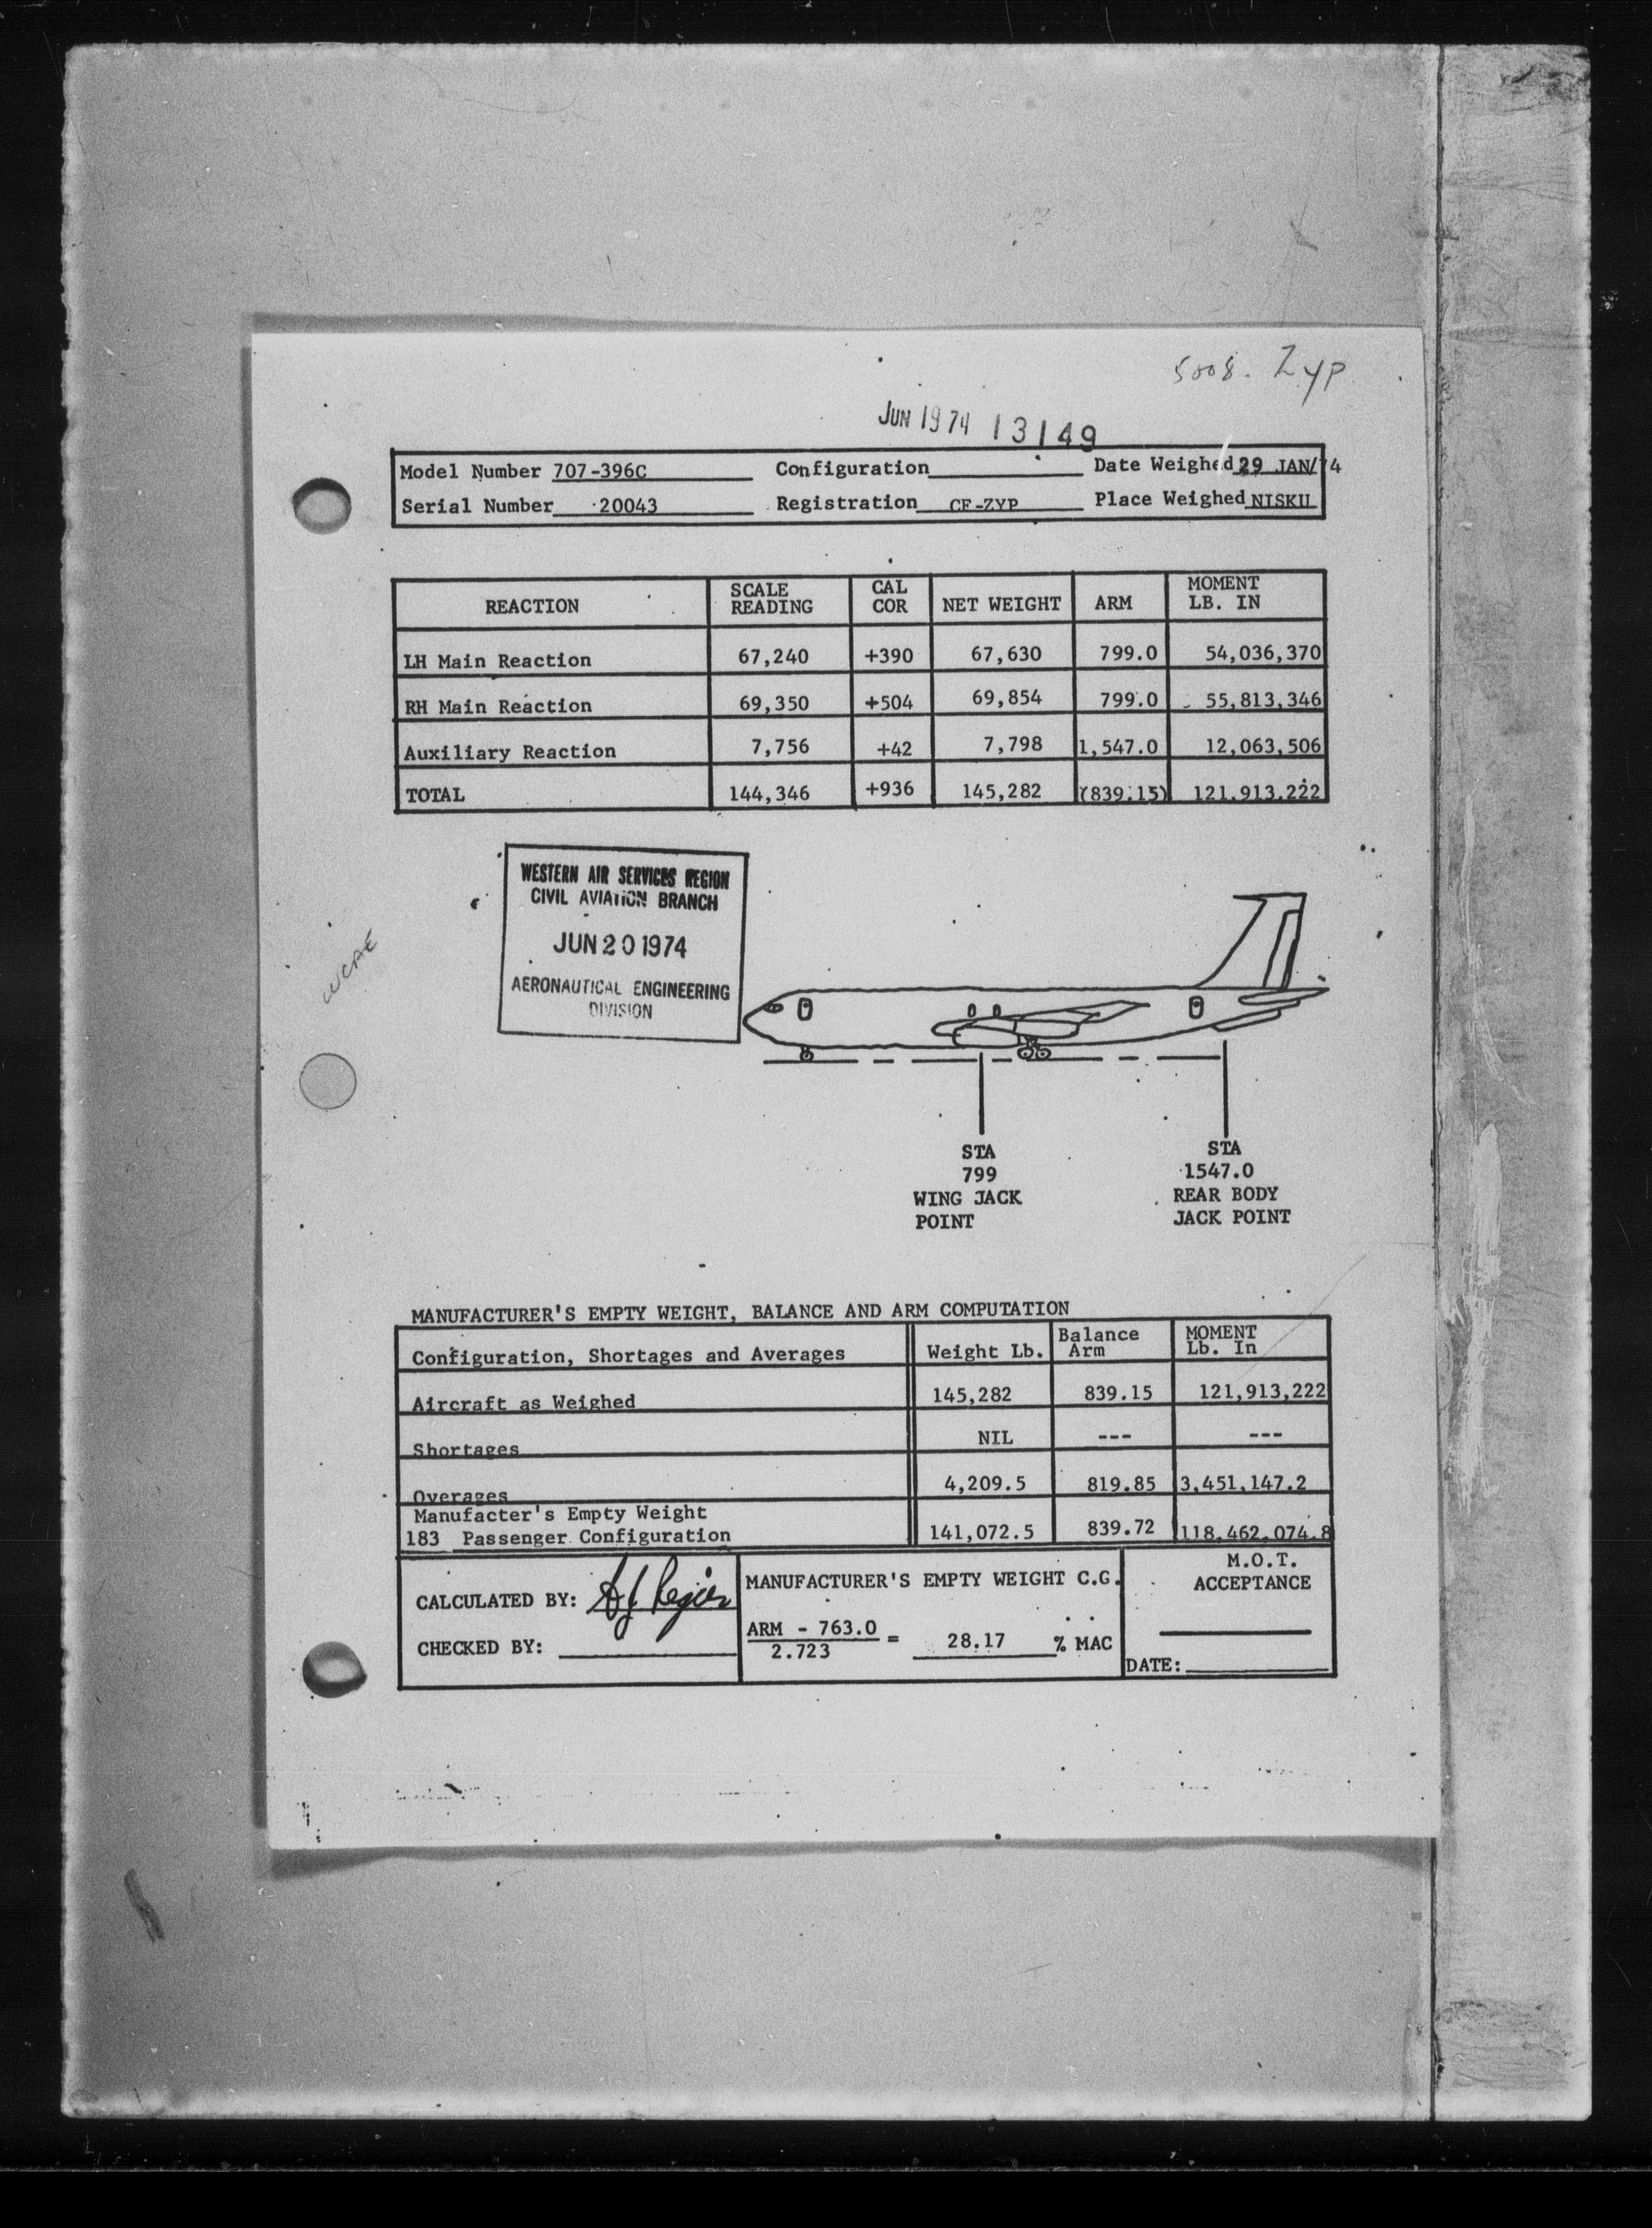 5008. Zyp
JUN 19 74 13149
Model Number 707-396C Configuration Date Weighed 29 JAN/74
Serial Number 20043 Registration CF-ZYP Place Weighed NISKU
REACTION SCALE READING CAL COR NET WEIGHT ARM MOMENT LB. IN
LH Main Reaction 67,240 +390 67,630 799.0 54,036,370
RH Main Reaction 69,350 +504 69,854 799.0 55,813,346
Auxiliary Reaction 7,756 +42 7,798 1,547.0 12,063,506
TOTAL 144,346 +936 145,282 (839.15) 121,913,222
WESTERN AIR SERVICES REGION
CIVIL AVIATION BRANCH
JUN 20 1974
AERONAUTICAL ENGINEERING
DIVISION
WCAE
STA
799
WING JACK
POINT
STA
1547.0
REAR BODY
JACK POINT
MANUFACTURER'S EMPTY WEIGHT, BALANCE AND ARM COMPUTATION
Configuration, Shortages and Averages Weight Lb. Balance Arm MOMENT Lb. In
Aircraft as Weighed 145,282 839.15 121,913,222
Shortages NIL --- ---
Overages 4,209.5 819.85 3,451,147.2
Manufacter's Empty Weight
183 Passenger Configuration 141,072.5 839.72 118,462,074.8
CALCULATED BY:
CHECKED BY:
MANUFACTURER'S EMPTY WEIGHT C.G.
ARM - 763.0
2.723
= 28.17 % MAC
M.O.T.
ACCEPTANCE
DATE: